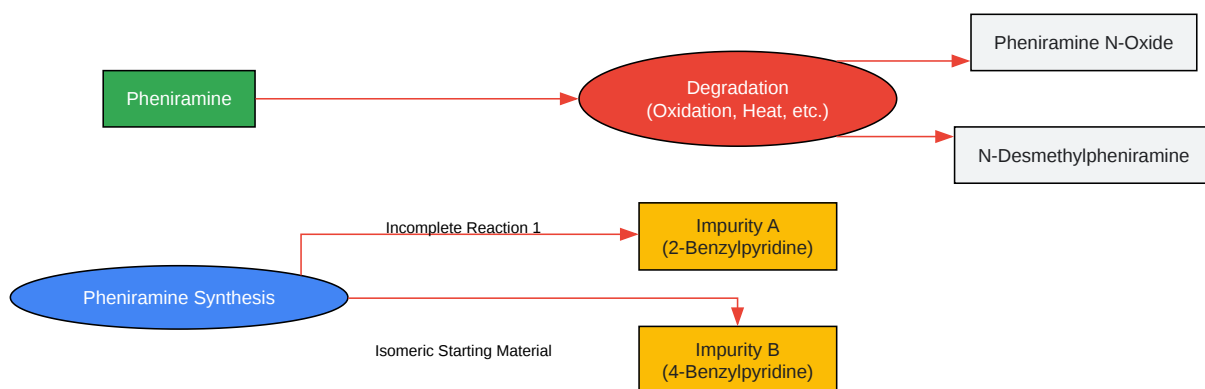 Pheniramine N-Oxide
Pheniramine
Degradation
(Oxidation, Heat, etc.)
N-Desmethylpheniramine
Incomplete Reaction 1
Impurity A
(2-Benzylpyridine)
Pheniramine Synthesis
Isomeric Starting Material
Impurity B
(4-Benzylpyridine)